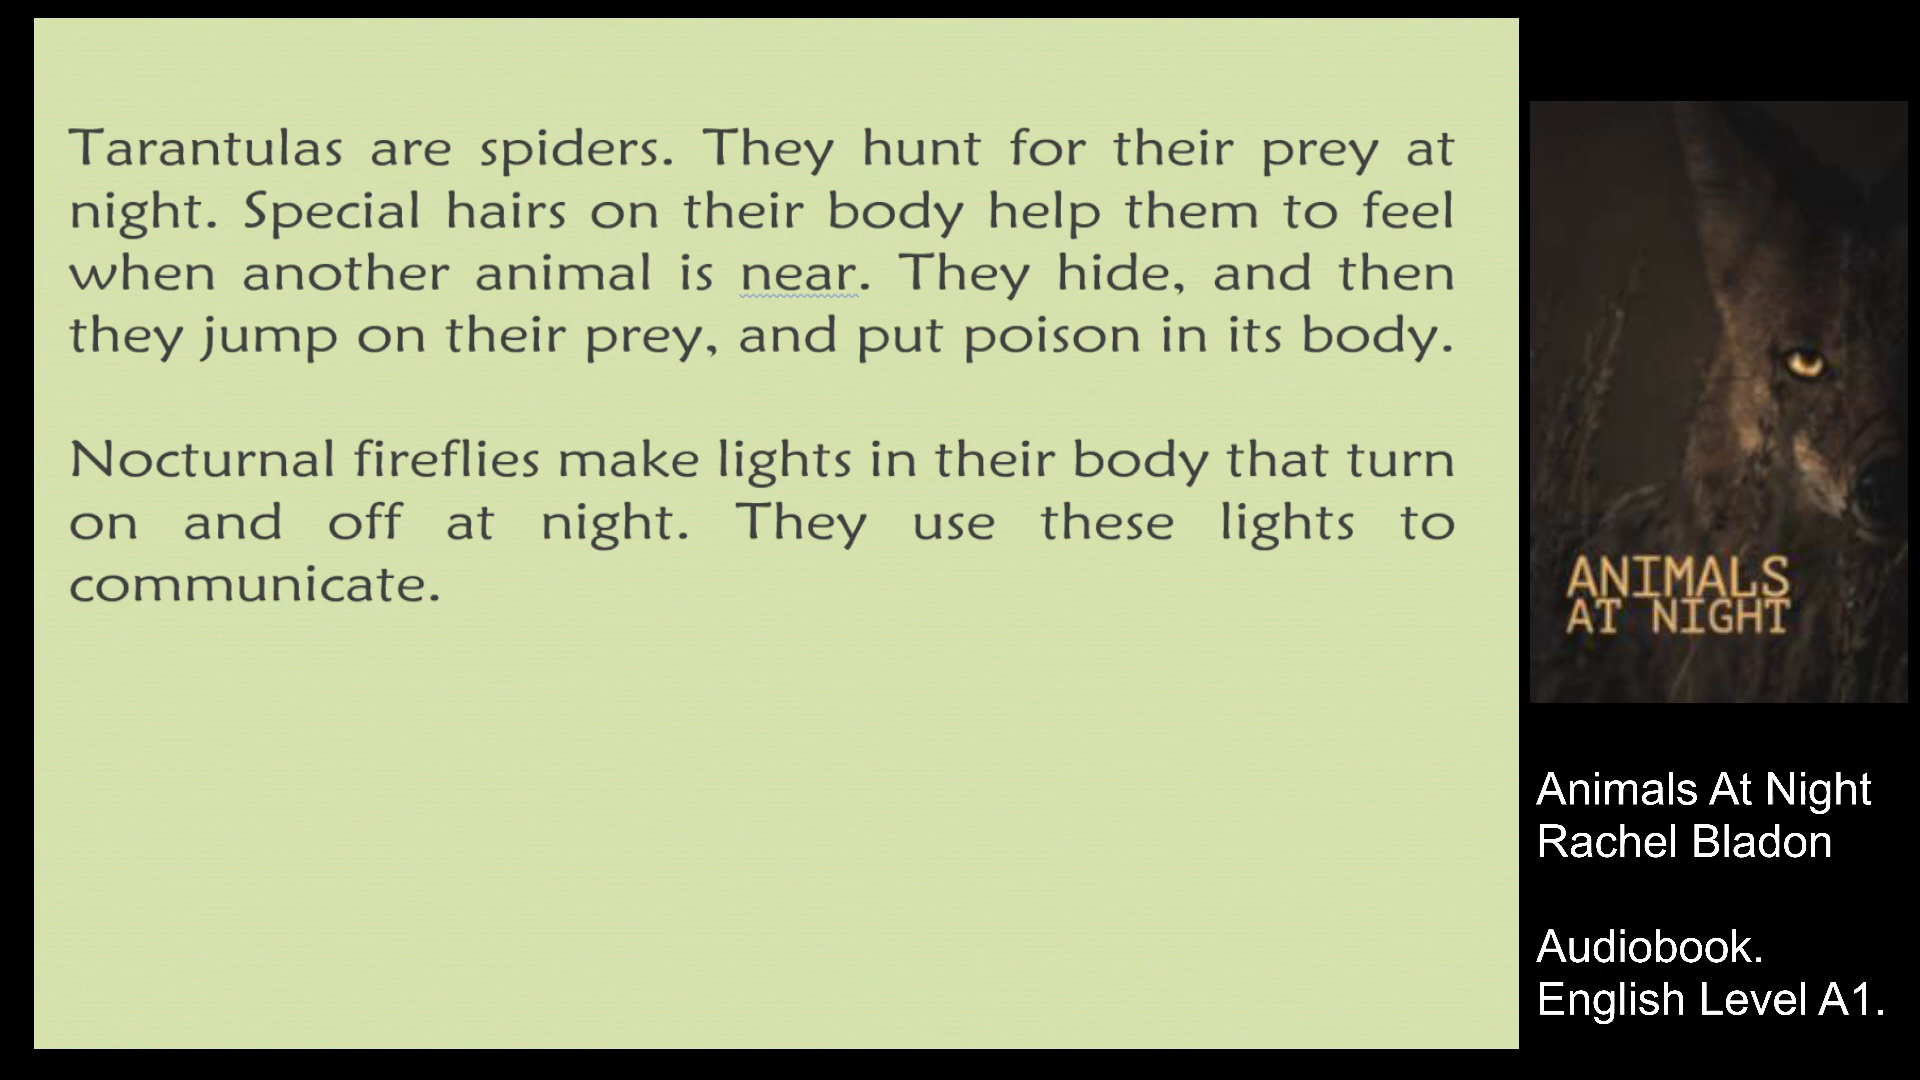 Tarantulas are spiders. They hunt for their prey at
night. Special hairs on their body help them to feel
when another animal is near. They hide, and then
they jump on their prey, and put poison in its body.
Nocturnal fireflies make lights in their body that turn
on and off at night. They use these lights to
communicate.
ANIMALS
AT NIGHT
Animals At Night
Rachel Bladon
Audiobook.
English Level A1.